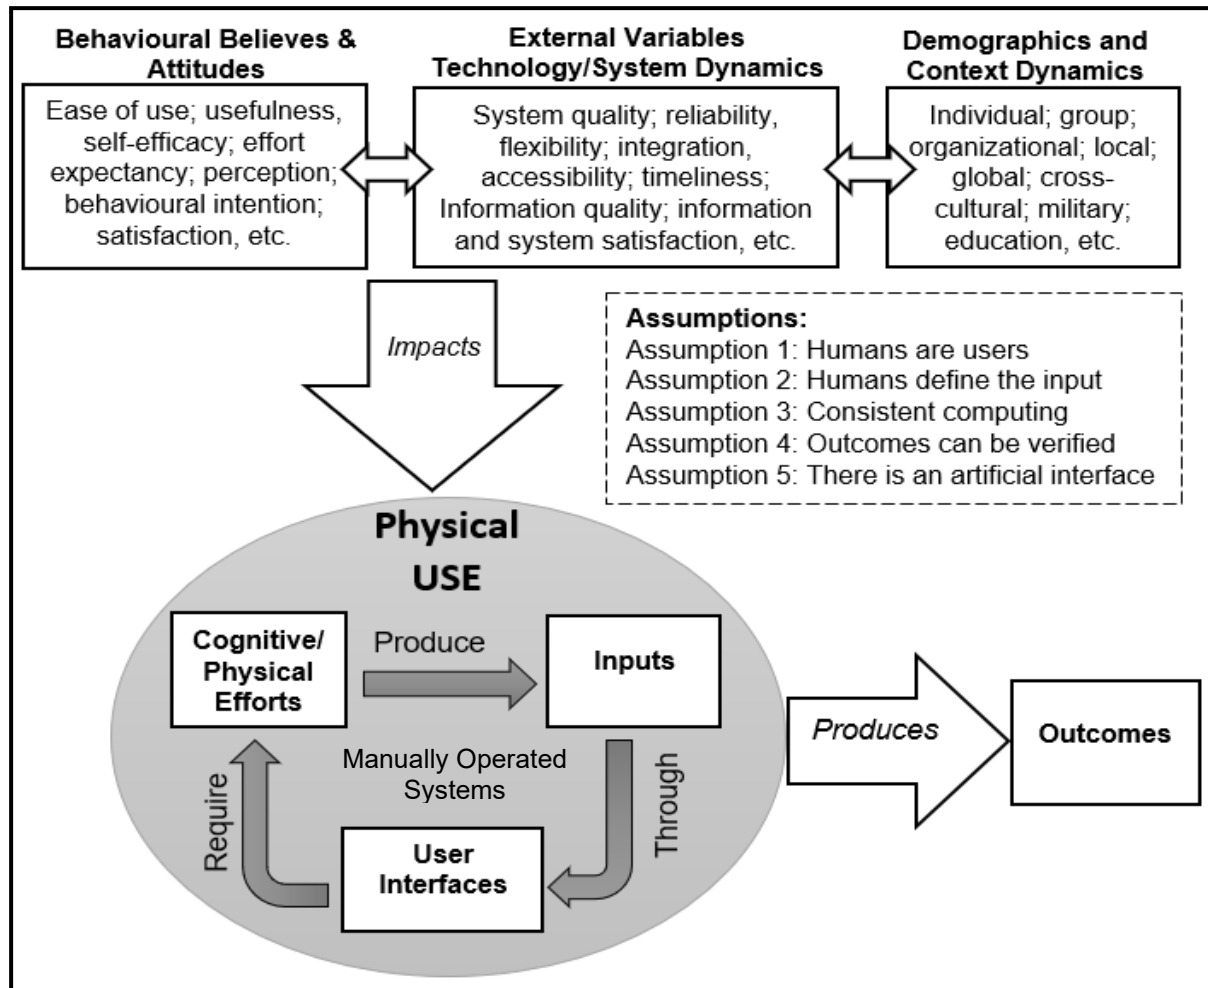 Behavioural Believes &
Attitudes
Ease of use; usefulness,
self-efficacy; effort
expectancy; perception;
behavioural intention;
satisfaction, etc.
External Variables
Technology/System Dynamics
System quality; reliability,
flexibility; integration,
accessibility; timeliness;
Information quality; information
and system satisfaction, etc.
Demographics and
Context Dynamics
Individual; group;
organizational; local;
global; cross-
cultural; military;
education, etc.
Impacts
Assumptions:
Assumption 1: Humans are users
Assumption 2: Humans define the input
Assumption 3: Consistent computing
Assumption 4: Outcomes can be verified
Assumption 5: There is an artificial interface
Physical
USE
Cognitive/
Physical
Efforts
Produce
Inputs
Manually Operated
Systems
Require
Through
User
Interfaces
Produces
Outcomes